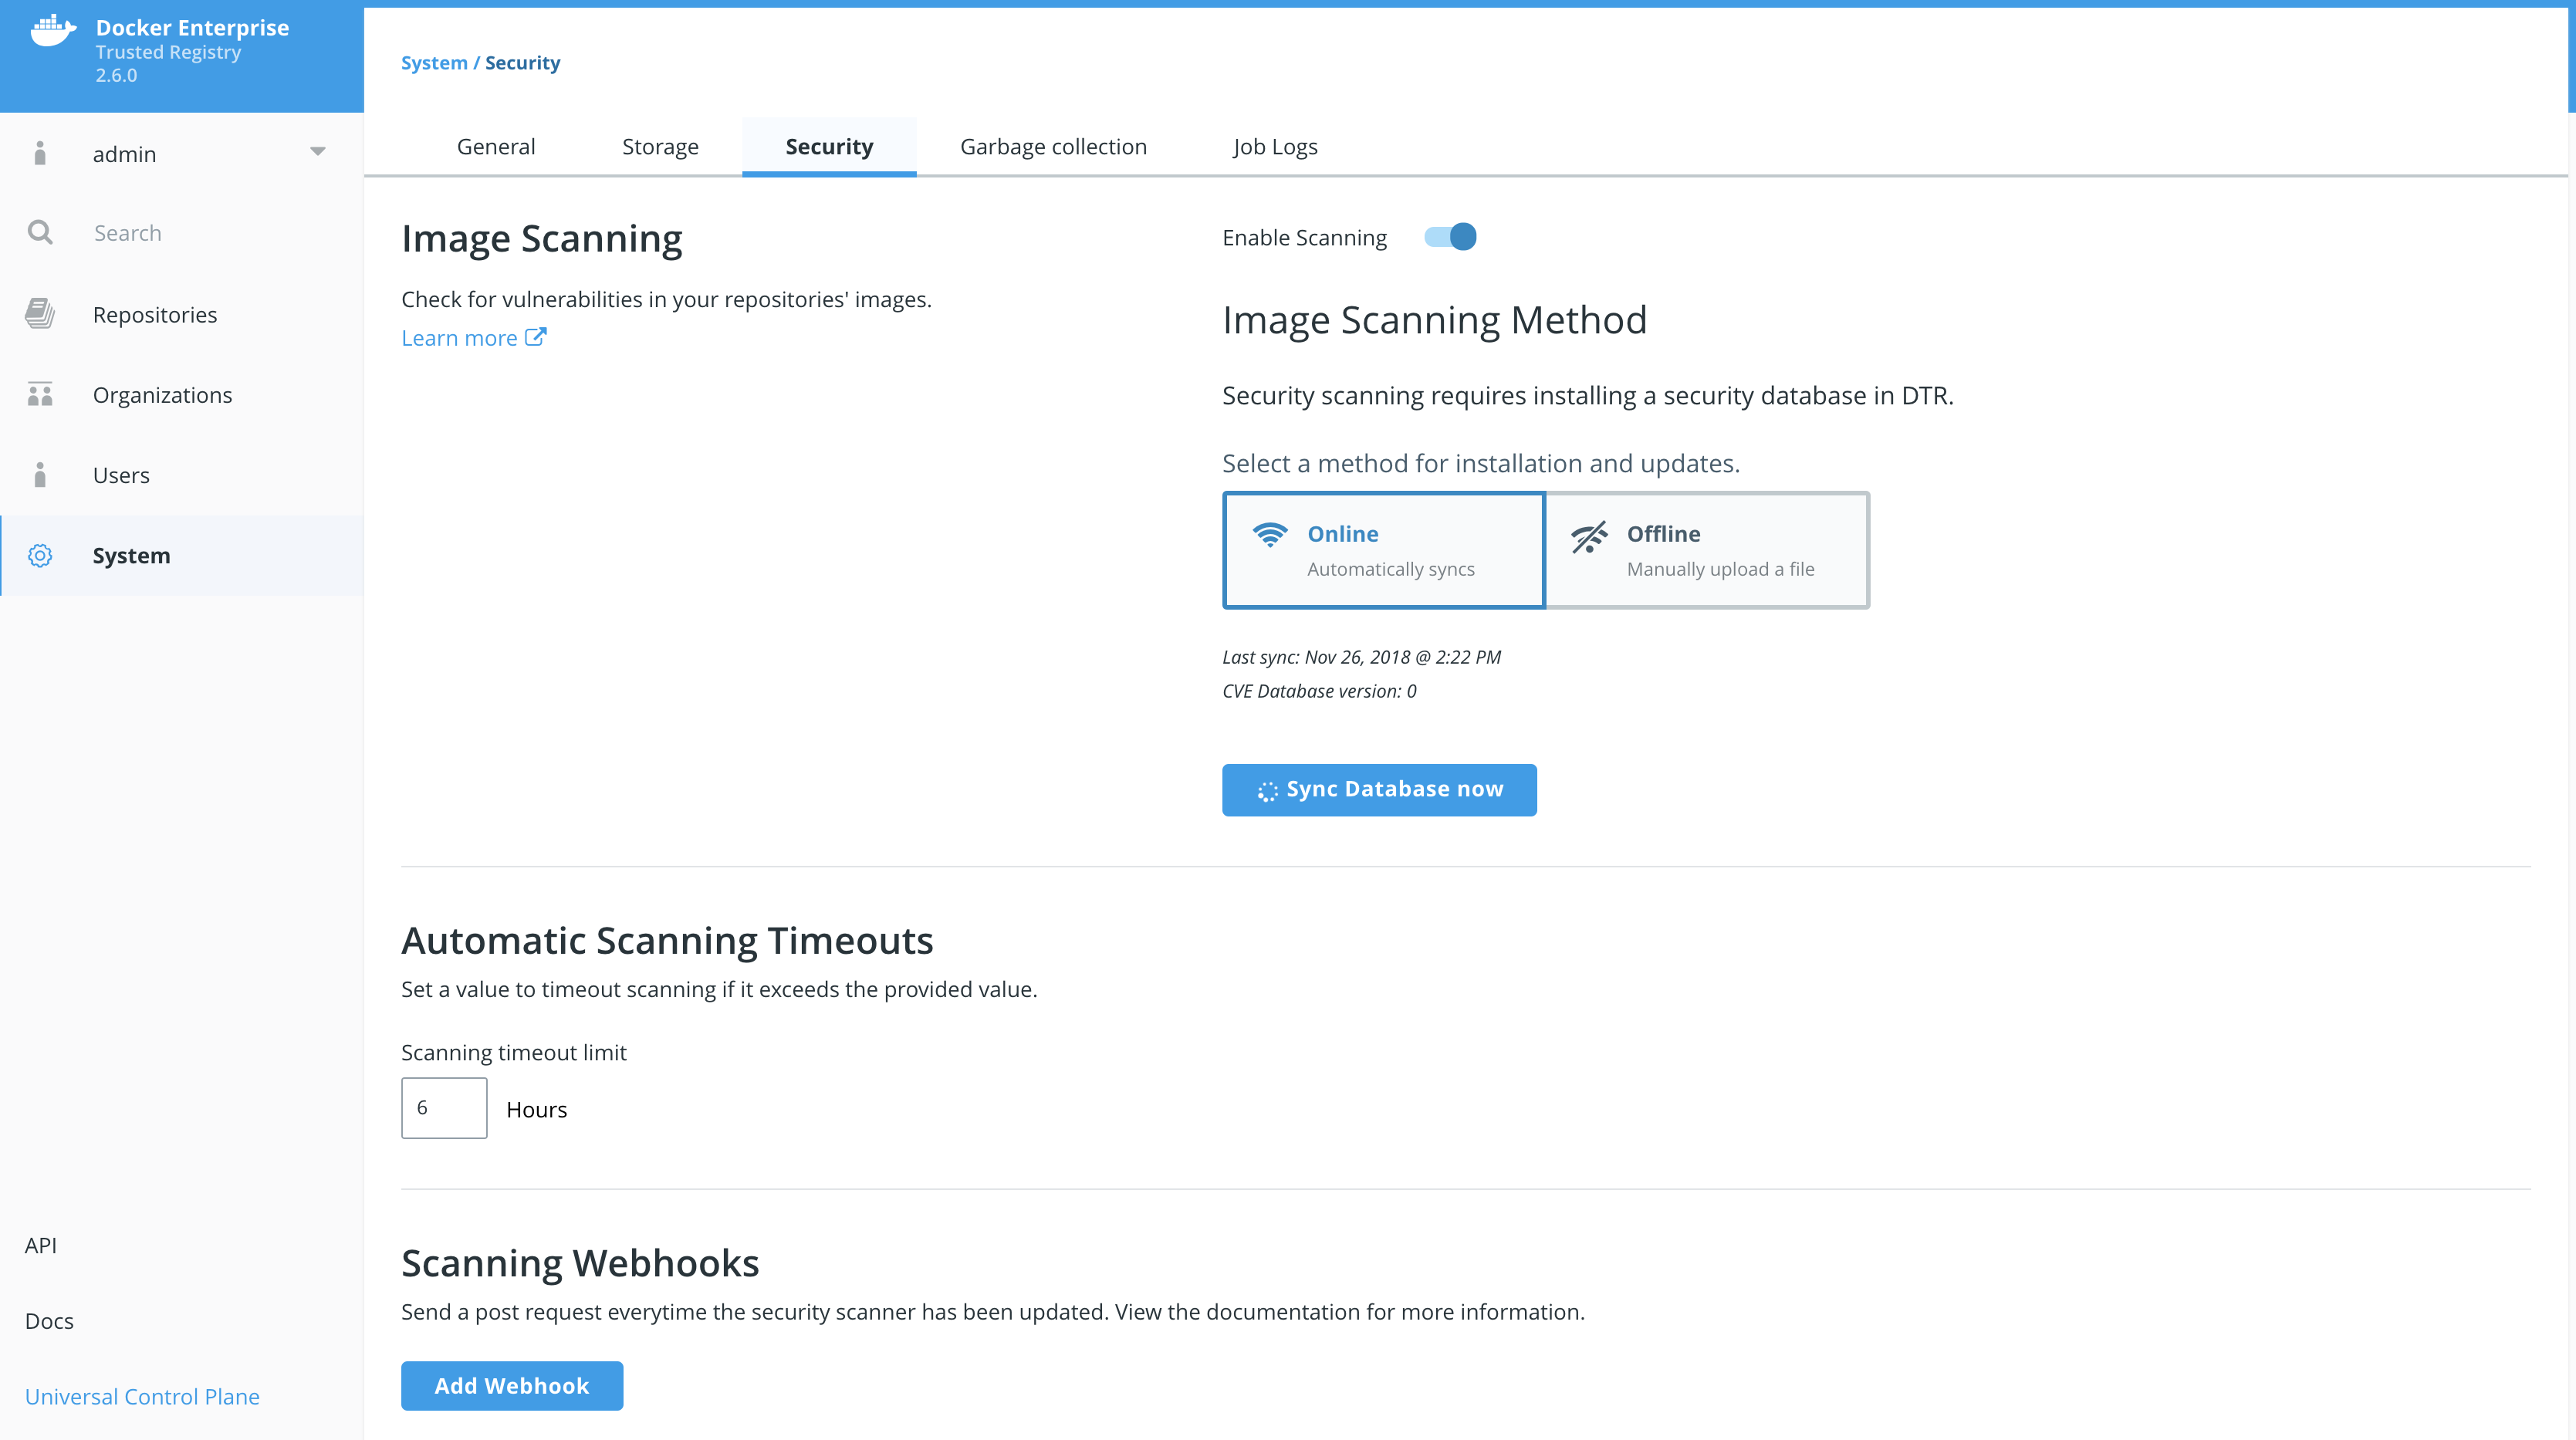 Docker Enterprise
Trusted Registry
2.6.0
admin
Search
Repositories
Organizations
Users
System
API
Docs
Universal Control Plane
System / Security
General Storage Security Garbage collection Job Logs
Image Scanning
Check for vulnerabilities in your repositories' images.
Learn more
Enable Scanning
Image Scanning Method
Security scanning requires installing a security database in DTR.
Select a method for installation and updates.
Online
Automatically syncs
Offline
Manually upload a file
Last sync: Nov 26, 2018 @ 2:22 PM
CVE Database version: 0
Sync Database now
Automatic Scanning Timeouts
Set a value to timeout scanning if it exceeds the provided value.
Scanning timeout limit
6 Hours
Scanning Webhooks
Send a post request everytime the security scanner has been updated. View the documentation for more information.
Add Webhook